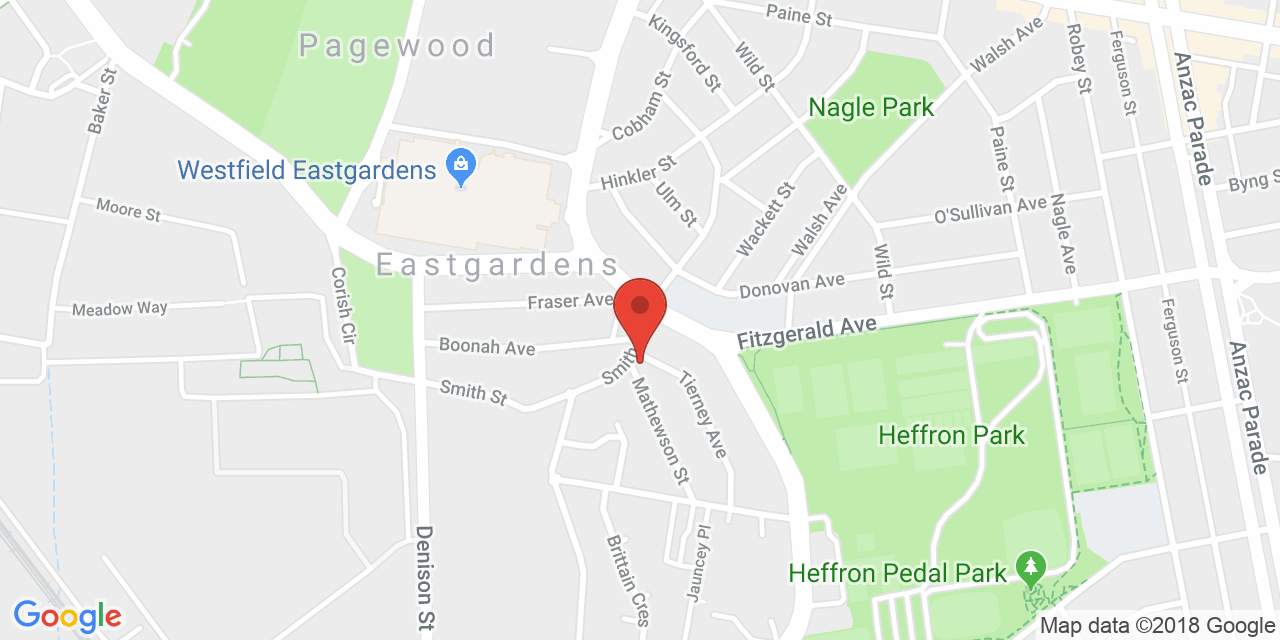 Paine St
Kingsford St
Wild St
Walsh Ave
Robey St
Ferguson St
Anzac Parade
Pagewood
Baker St
Cobham St
Nagle Park
Westfield Eastgardens
Hinkler St
Ulm St
Paine St
Byng S
Moore St
Wackett St
Walsh Ave
O'Sullivan Ave
Nagle Ave
Eastgardens
Wild St
Donovan Ave
Corish Cir
Meadow Way
Fraser Ave
Fitzgerald Ave
Ferguson St
Boonah Ave
Smith
Smith St
Mathewson St
Tierney Ave
Anzac Parade
Heffron Park
Denison St
Brittain Cres
Jauncey Pl
Heffron Pedal Park
Google
Map data ©2018 Google